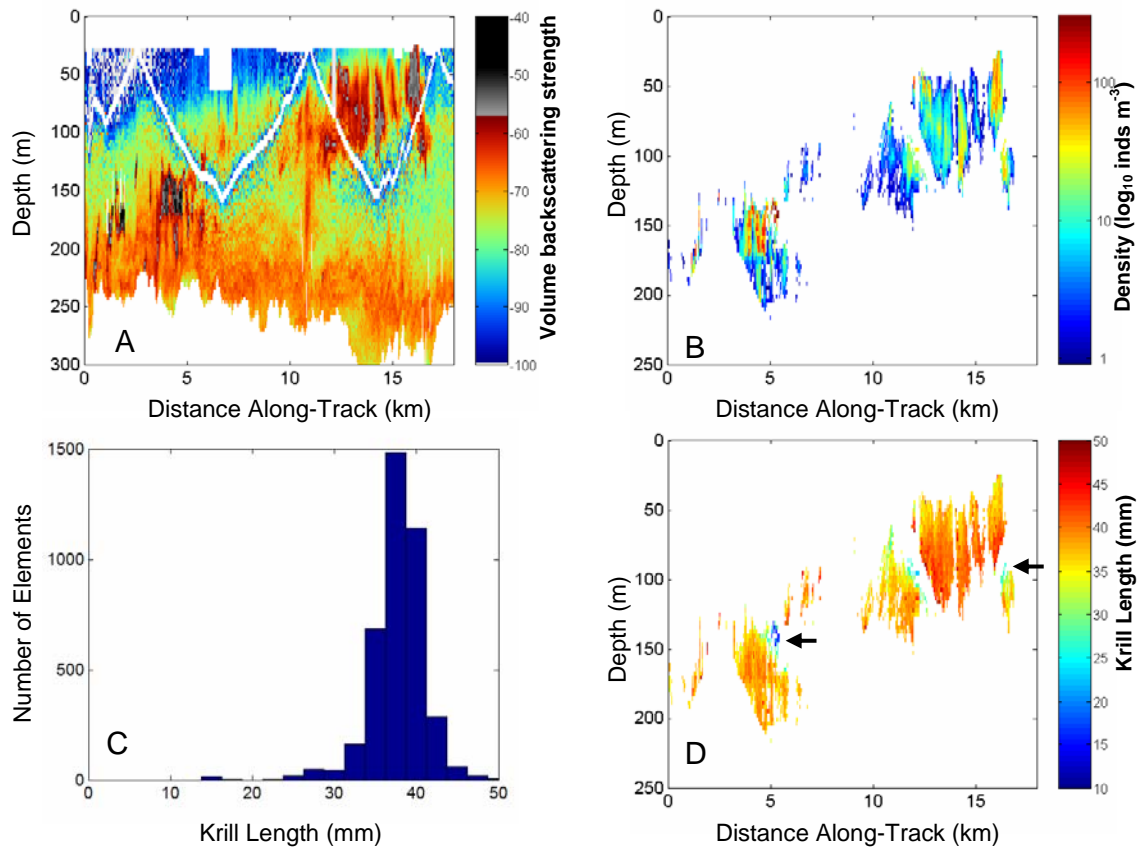 0
50
100
150
200
250
300
Depth (m)
0 5 10 15
Distance Along-Track (km)
A
-40
-50
-60
-70
-80
-90
-100
Volume backscattering strength
0
50
100
150
200
250
Depth (m)
0 5 10 15
Distance Along-Track (km)
B
100
10
1
Density (log₁₀ inds m⁻³)
1500
1000
500
0
Number of Elements
0 10 20 30 40 50
Krill Length (mm)
C
0
50
100
150
200
250
Depth (m)
0 5 10 15
Distance Along-Track (km)
D
50
45
40
35
30
25
20
15
10
Krill Length (mm)